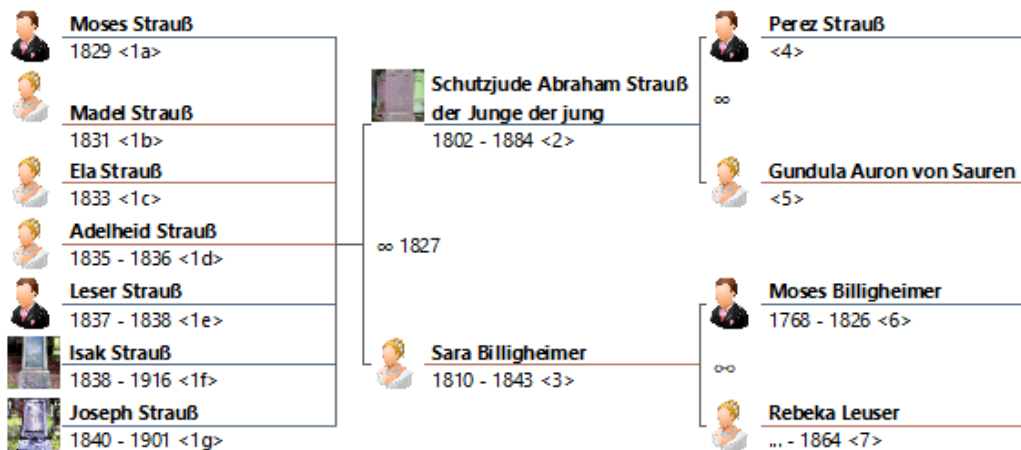 Moses Strauß
1829 <1a>
Madel Strauß
1831 <1b>
Ela Strauß
1833 <1c>
Adelheid Strauß
1835 - 1836 <1d>
Leser Strauß
1837 - 1838 <1e>
Isak Strauß
1838 - 1916 <1f>
Joseph Strauß
1840 - 1901 <1g>
Schutzjude Abraham Strauß
der Junge der jung
1802 - 1884 <2>
∞ 1827
Sara Billigheimer
1810 - 1843 <3>
Perez Strauß
<4>
∞
Gundula Auron von Sauren
<5>
Moses Billigheimer
1768 - 1826 <6>
o-o
Rebeka Leuser
... - 1864 <7>